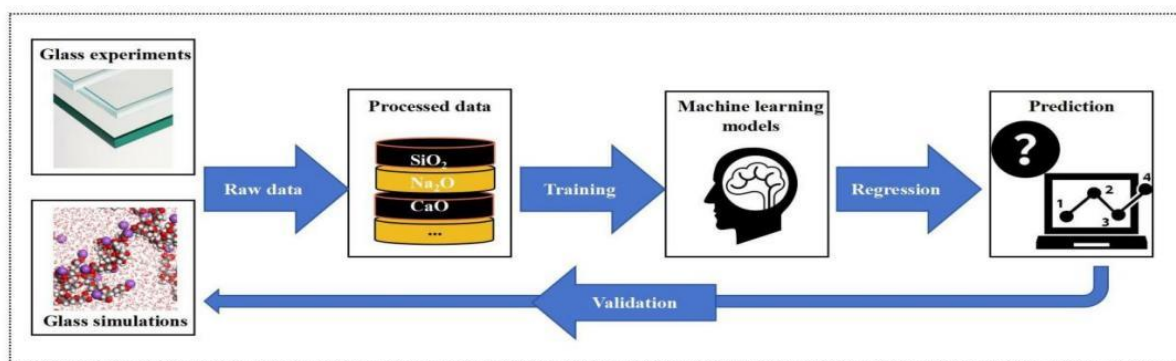 Glass experiments
Glass simulations
Raw data
Processed data
SiO₂
Na₂O
CaO
...
Training
Machine learning
models
Regression
Prediction
?
1
2
3
4
Validation